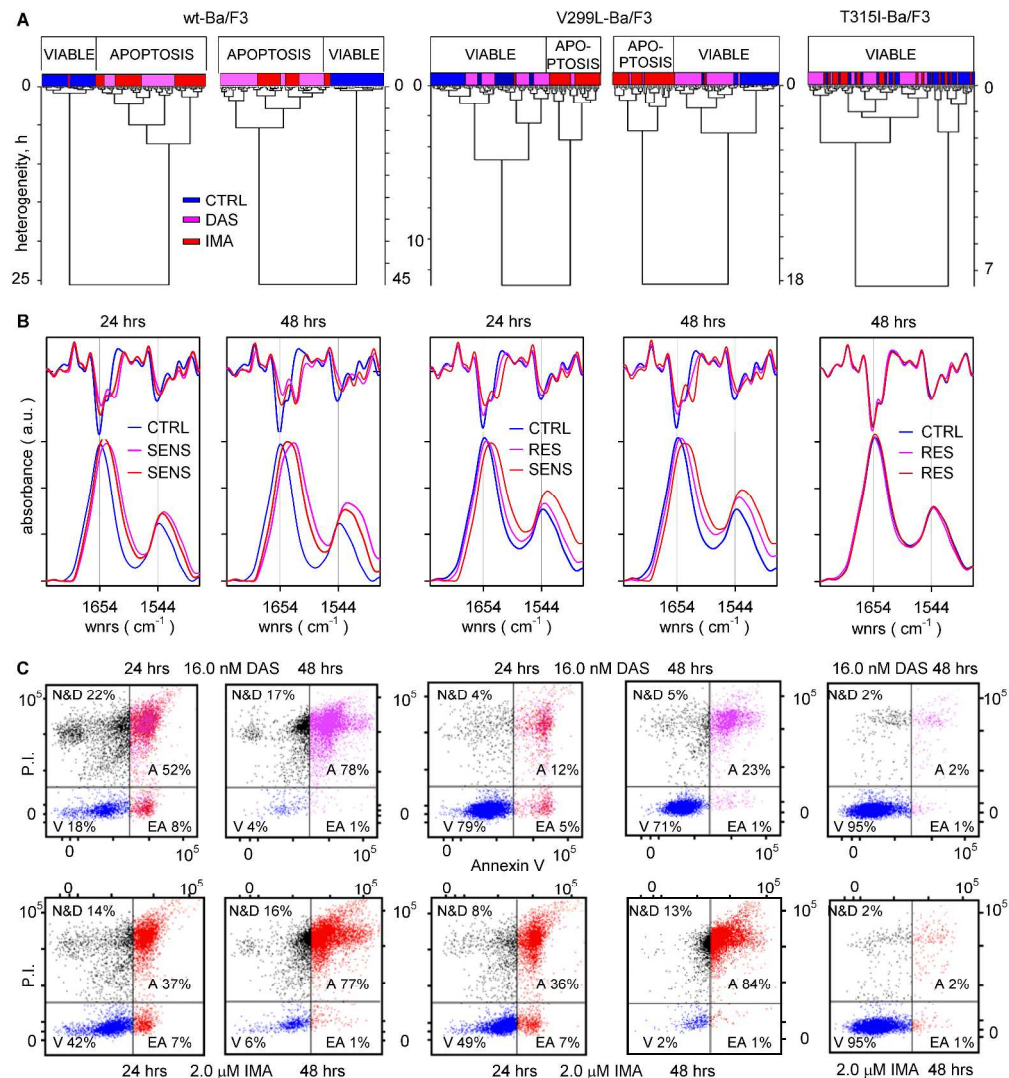 A wt-Ba/F3 V299L-Ba/F3 T315I-Ba/F3
VIABLE APOPTOSIS APOPTOSIS VIABLE VIABLE APO-PTOSIS APO-PTOSIS VIABLE VIABLE
0 0 0 0 0
heterogeneity, h
CTRL
DAS
IMA
10
25 45 18 7
B 24 hrs 48 hrs 24 hrs 48 hrs 48 hrs
absorbance ( a.u. )
CTRL CTRL CTRL
SENS RES RES
SENS SENS RES
1654 1544 1654 1544 1654 1544 1654 1544 1654 1544
wnrs ( cm⁻¹ ) wnrs ( cm⁻¹ ) wnrs ( cm⁻¹ ) wnrs ( cm⁻¹ ) wnrs ( cm⁻¹ )
C 24 hrs 16.0 nM DAS 48 hrs 24 hrs 16.0 nM DAS 48 hrs 16.0 nM DAS 48 hrs
10⁵ N&D 22% N&D 17% 10⁵ N&D 4% N&D 5% 10⁵ N&D 2% 10⁵
P.I.
A 52% A 78% A 12% A 23% A 2%
0 0 0 0 0
V 18% EA 8% V 4% EA 1% V 79% EA 5% V 71% EA 1% V 95% EA 1%
0 10⁵ 0 10⁵
Annexin V
0 10⁵ 0 10⁵ 0 10⁵
10⁵ N&D 14% N&D 16% 10⁵ N&D 8% N&D 13% 10⁵ N&D 2% 10⁵
P.I.
A 37% A 77% A 36% A 84% A 2%
0 0 0 0
V 42% EA 7% V 6% EA 1% V 49% EA 7% V 2% EA 1% V 95% EA 1%
24 hrs 2.0 μM IMA 48 hrs 24 hrs 2.0 μM IMA 48 hrs 2.0 μM IMA 48 hrs